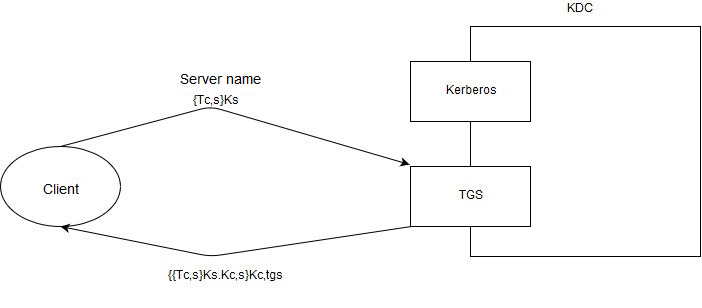 KDC
Server name
{Tc,s}Ks
Kerberos
Client
TGS
{{Tc,s}Ks.Kc,s}Kc,tgs